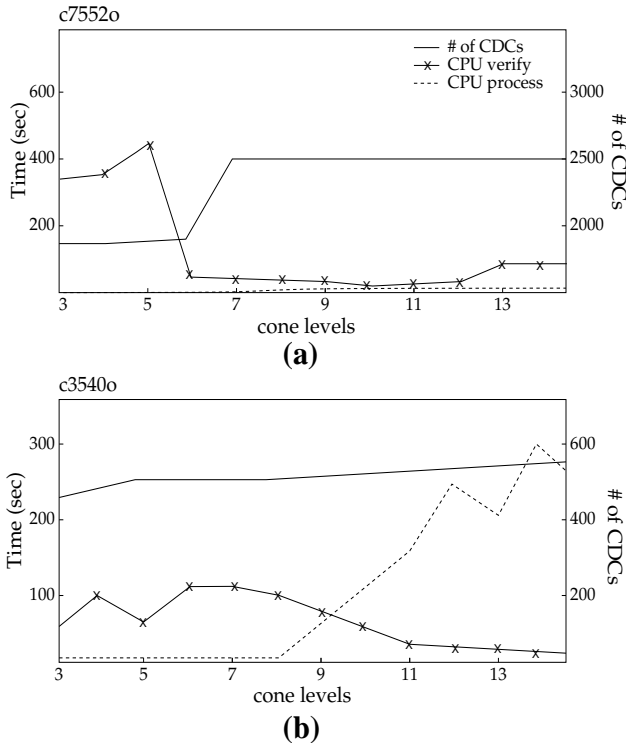 c7552o
# of CDCs
CPU verify
CPU process
Time (sec)
600
400
200
3000
2500
2000
# of CDCs
3 5 7 9 11 13
cone levels
(a)
c3540o
Time (sec)
300
200
100
600
400
200
# of CDCs
3 5 7 9 11 13
cone levels
(b)